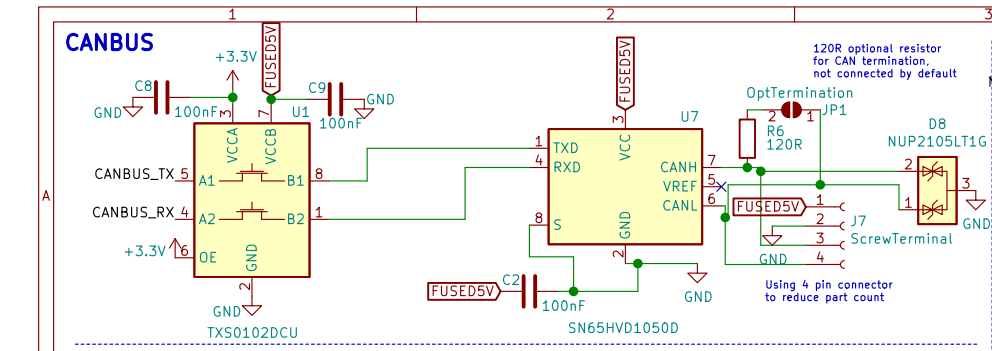 1
2
3
A
CANBUS
+3.3V
FUSED5V
C8
GND
100nF
3
7
C9
GND
100nF
U1
VCCA
VCCB
CANBUS_TX
5
A1
B1
8
CANBUS_RX
4
A2
B2
1
+3.3V
6
OE
GND
2
GND
TXS0102DCU
FUSED5V
3
U7
VCC
1
TXD
4
RXD
8
S
CANH
7
VREF
5
CANL
6
GND
2
FUSED5V
C2
100nF
GND
SN65HVD1050D
120R optional resistor
for CAN termination,
not connected by default
OptTermination
2
1
JP1
R6
120R
D8
NUP2105LT1G
2
1
3
GND
FUSED5V
1
2
3
4
J7
ScrewTerminal
GND
Using 4 pin connector
to reduce part count